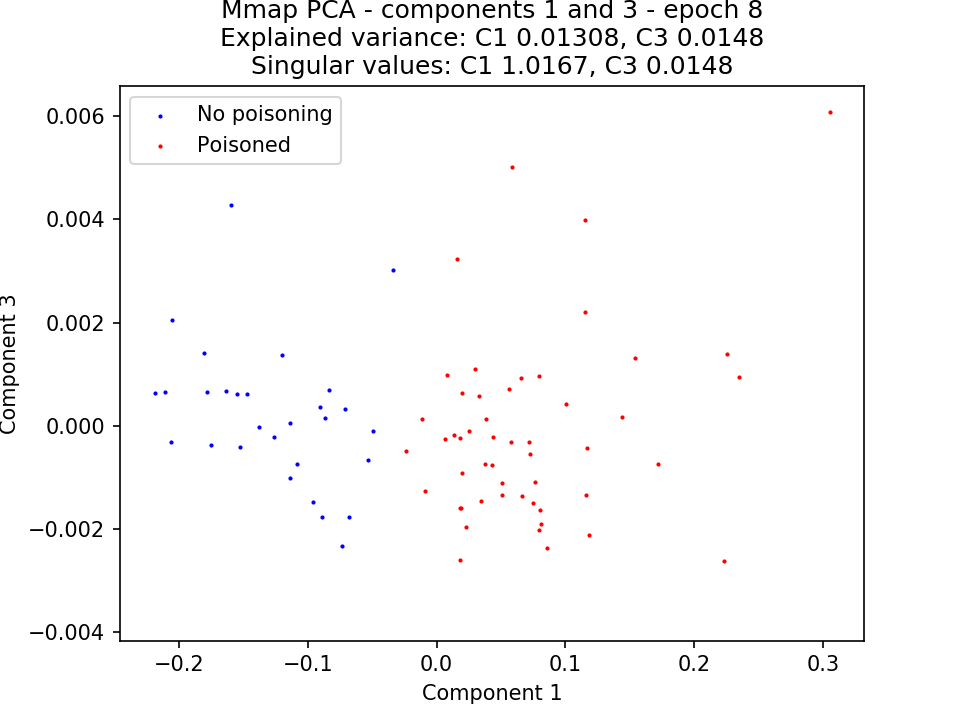 Mmap PCA - components 1 and 3 - epoch 8
Explained variance: C1 0.01308, C3 0.0148
Singular values: C1 1.0167, C3 0.0148
No poisoning
Poisoned
0.006
0.004
0.002
0.000
−0.002
−0.004
Component 3
−0.2
−0.1
0.0
0.1
0.2
0.3
Component 1